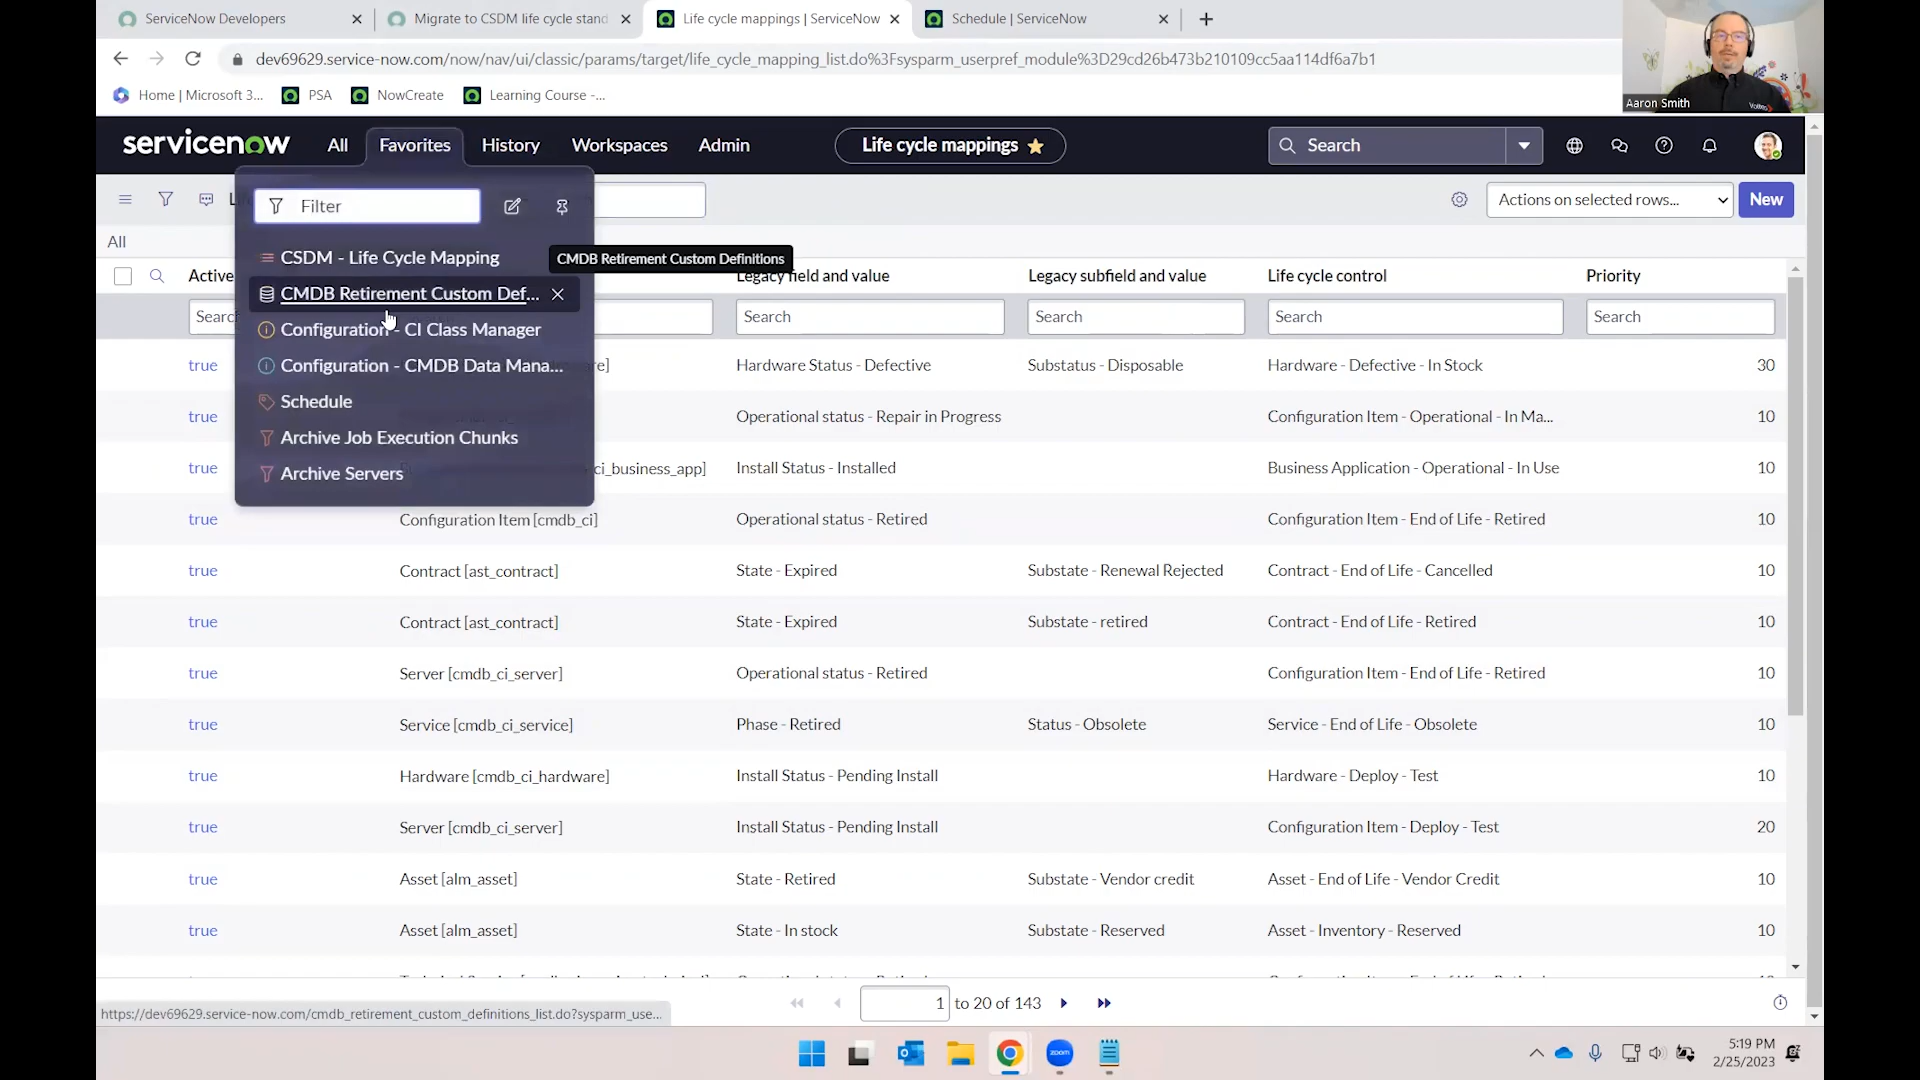 ServiceNow Developers
Migrate to CSDM life cycle stand
Life cycle mappings | ServiceNow
Schedule | ServiceNow
dev69629.service-now.com/now/nav/ui/classic/params/target/life_cycle_mapping_list.do%3Fsysparm_userpref_module%3D29cd26b473b210109cc5aa114df6a7b1
Home | Microsoft 3...
PSA
NowCreate
Learning Course -...
Aaron Smith
servicenow
All
Favorites
History
Workspaces
Admin
Life cycle mappings
Search
Filter
Actions on selected rows...
New
All
CSDM - Life Cycle Mapping
CMDB Retirement Custom Def...
Configuration - CI Class Manager
Configuration - CMDB Data Mana...
Schedule
Archive Job Execution Chunks
Archive Servers
CMDB Retirement Custom Definitions
Active
Legacy field and value
Legacy subfield and value
Life cycle control
Priority
Search
Search
Search
Search
Search
true
Hardware Status - Defective
Substatus - Disposable
Hardware - Defective - In Stock
30
true
Operational status - Repair in Progress
Configuration Item - Operational - In Ma...
10
true
ci_business_app]
Install Status - Installed
Business Application - Operational - In Use
10
true
Configuration Item [cmdb_ci]
Operational status - Retired
Configuration Item - End of Life - Retired
10
true
Contract [ast_contract]
State - Expired
Substate - Renewal Rejected
Contract - End of Life - Cancelled
10
true
Contract [ast_contract]
State - Expired
Substate - retired
Contract - End of Life - Retired
10
true
Server [cmdb_ci_server]
Operational status - Retired
Configuration Item - End of Life - Retired
10
true
Service [cmdb_ci_service]
Phase - Retired
Status - Obsolete
Service - End of Life - Obsolete
10
true
Hardware [cmdb_ci_hardware]
Install Status - Pending Install
Hardware - Deploy - Test
10
true
Server [cmdb_ci_server]
Install Status - Pending Install
Configuration Item - Deploy - Test
20
true
Asset [alm_asset]
State - Retired
Substate - Vendor credit
Asset - End of Life - Vendor Credit
10
true
Asset [alm_asset]
State - In stock
Substate - Reserved
Asset - Inventory - Reserved
10
1 to 20 of 143
https://dev69629.service-now.com/cmdb_retirement_custom_definitions_list.do?sysparm_use...
zoom
5:19 PM
2/25/2023